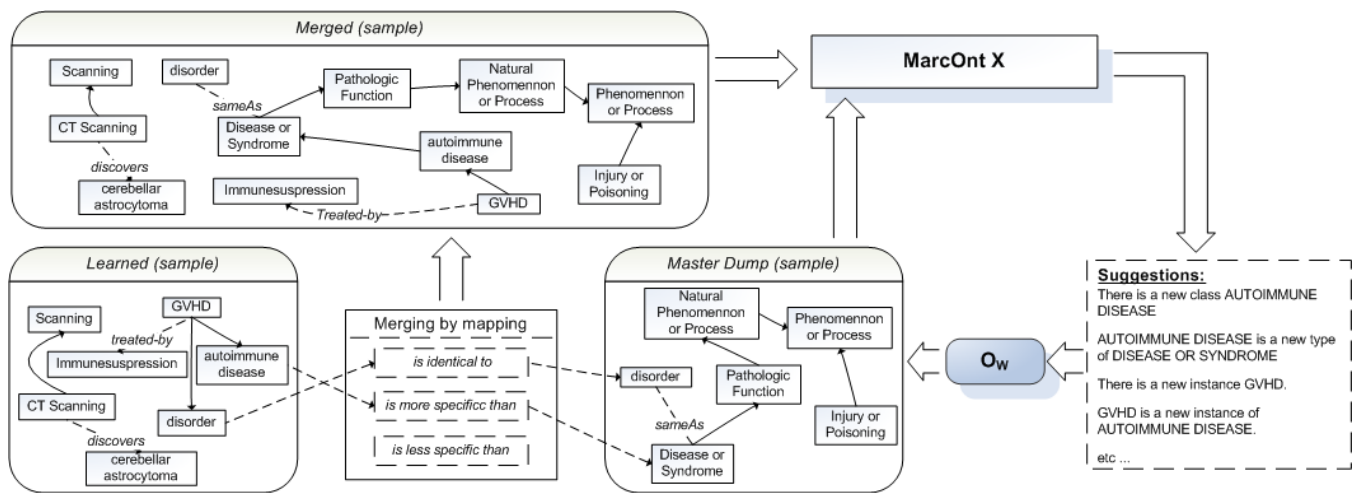 Merged (sample)
Scanning
disorder
Pathologic
Function
Natural
Phenomennon
or Process
Phenomennon
or Process
sameAs
CT Scanning
Disease or
Syndrome
autoimmune
disease
discovers
cerebellar
astrocytoma
Immunesuspression
Injury or
Poisoning
Treated-by
GVHD
MarcOnt X
Learned (sample)
GVHD
Scanning
treated-by
Immunesuspression
autoimmune
disease
CT Scanning
disorder
discovers
cerebellar
astrocytoma
Merging by mapping
is identical to
is more specificc than
is less specific than
Master Dump (sample)
Natural
Phenomennon
or Process
Phenomennon
or Process
disorder
Pathologic
Function
sameAs
Injury or
Poisoning
Disease or
Syndrome
OW
Suggestions:
There is a new class AUTOIMMUNE
DISEASE
AUTOIMMUNE DISEASE is a new type
of DISEASE OR SYNDROME
There is a new instance GVHD.
GVHD is a new instance of
AUTOIMMUNE DISEASE.
etc ...